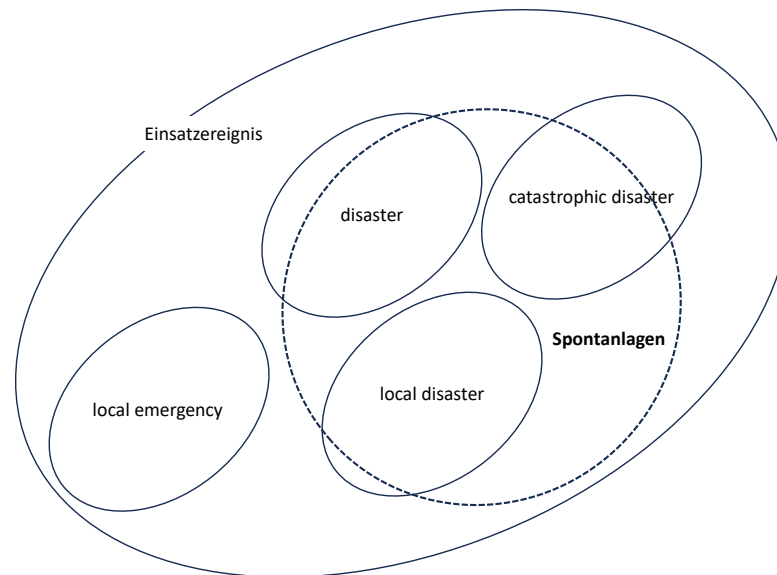 Einsatzereignis
disaster
catastrophic disaster
Spontanlagen
local disaster
local emergency